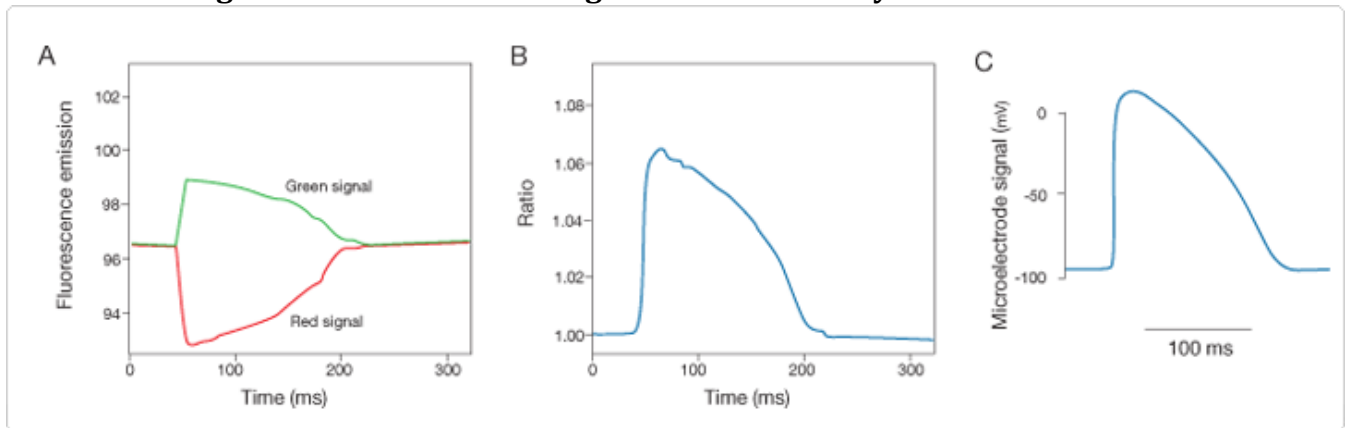 A
Fluorescence emission
102
100
98
96
94
Green signal
Red signal
0
100
200
300
Time (ms)
B
Ratio
1.08
1.06
1.04
1.02
1.00
0
100
200
300
Time (ms)
C
Microelectrode signal (mV)
0
-50
-100
100 ms